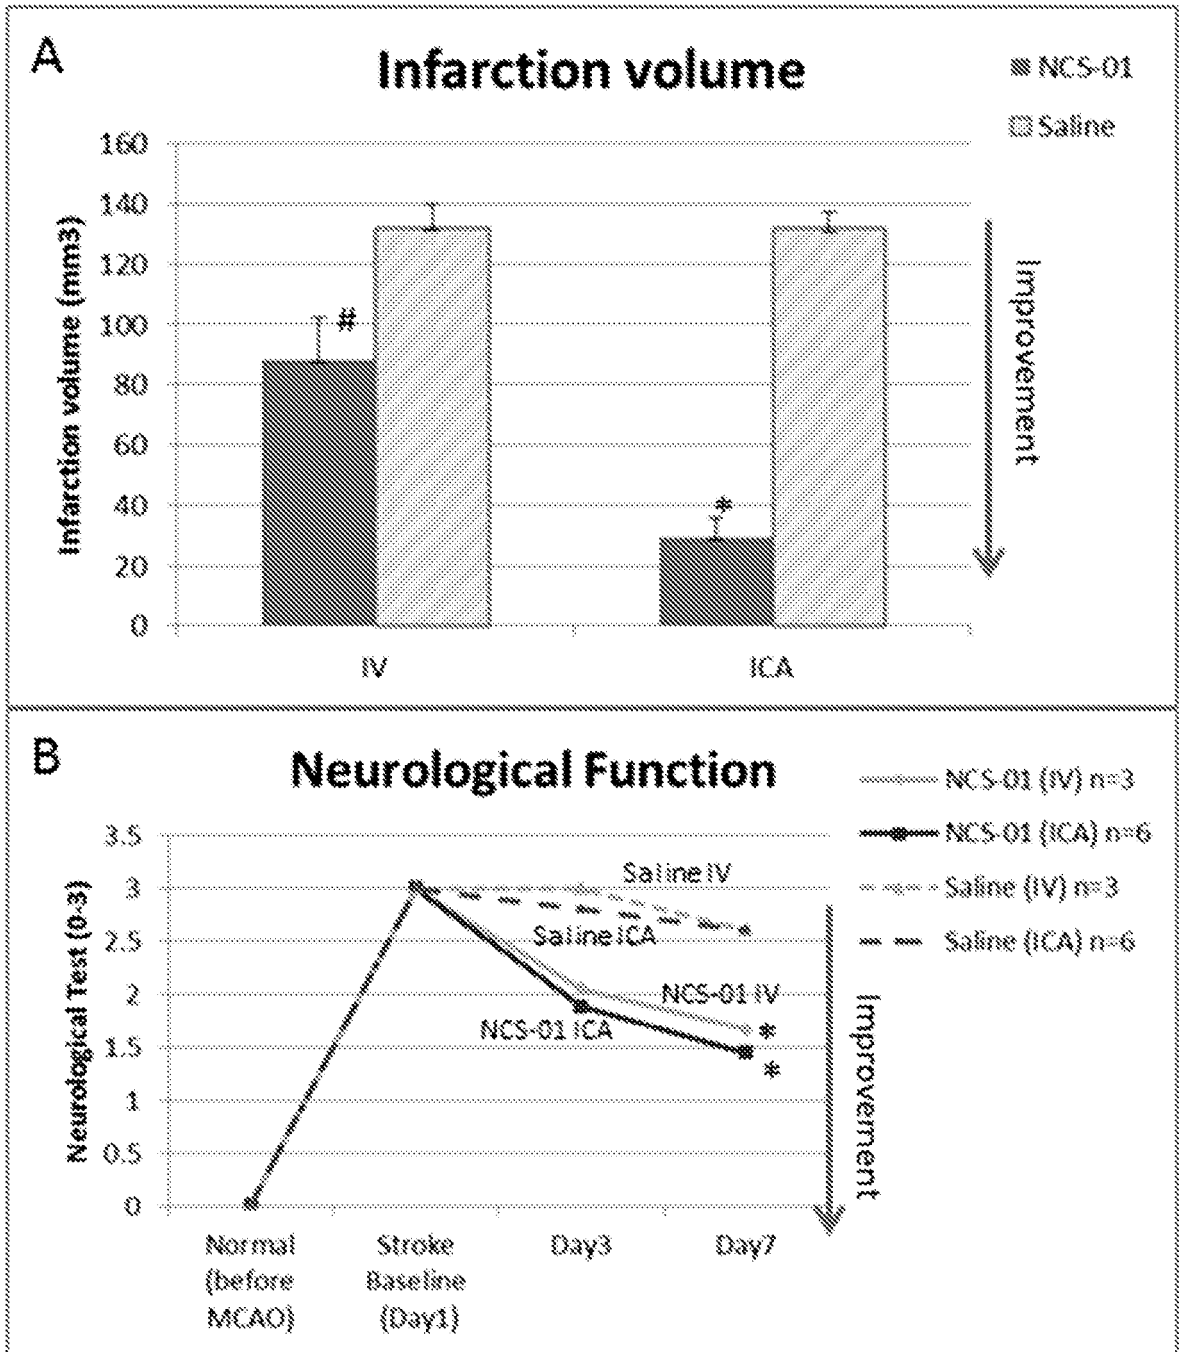 A
Infarction volume
NCS-01
Saline
160
140
120
100
80
60
40
20
0
Infarction volume (mm3)
#
*
IV
ICA
Improvement
B
Neurological Function
NCS-01 (IV) n=3
NCS-01 (ICA) n=6
Saline (IV) n=3
Saline (ICA) n=6
3.5
3
2.5
2
1.5
1
0.5
0
Neurological Test (0-3)
Saline IV
Saline ICA
NCS-01 IV
NCS-01 ICA
*
*
Improvement
Normal
(before
MCAO)
Stroke
Baseline
(Day1)
Day3
Day7